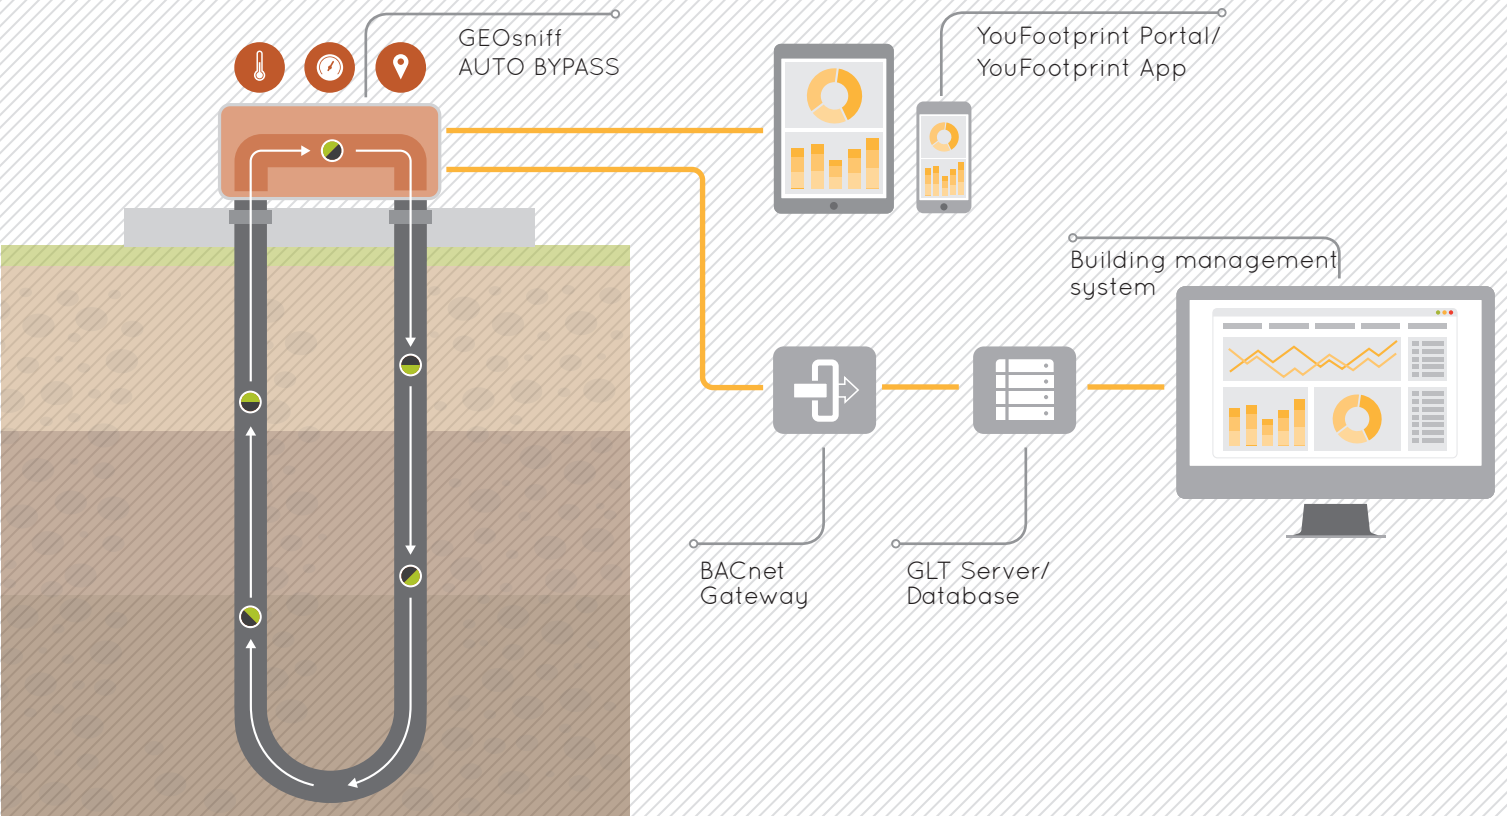 GEOsniff
AUTO BYPASS
YouFootprint Portal/
YouFootprint App
Building management
system
BACnet
Gateway
GLT Server/
Database